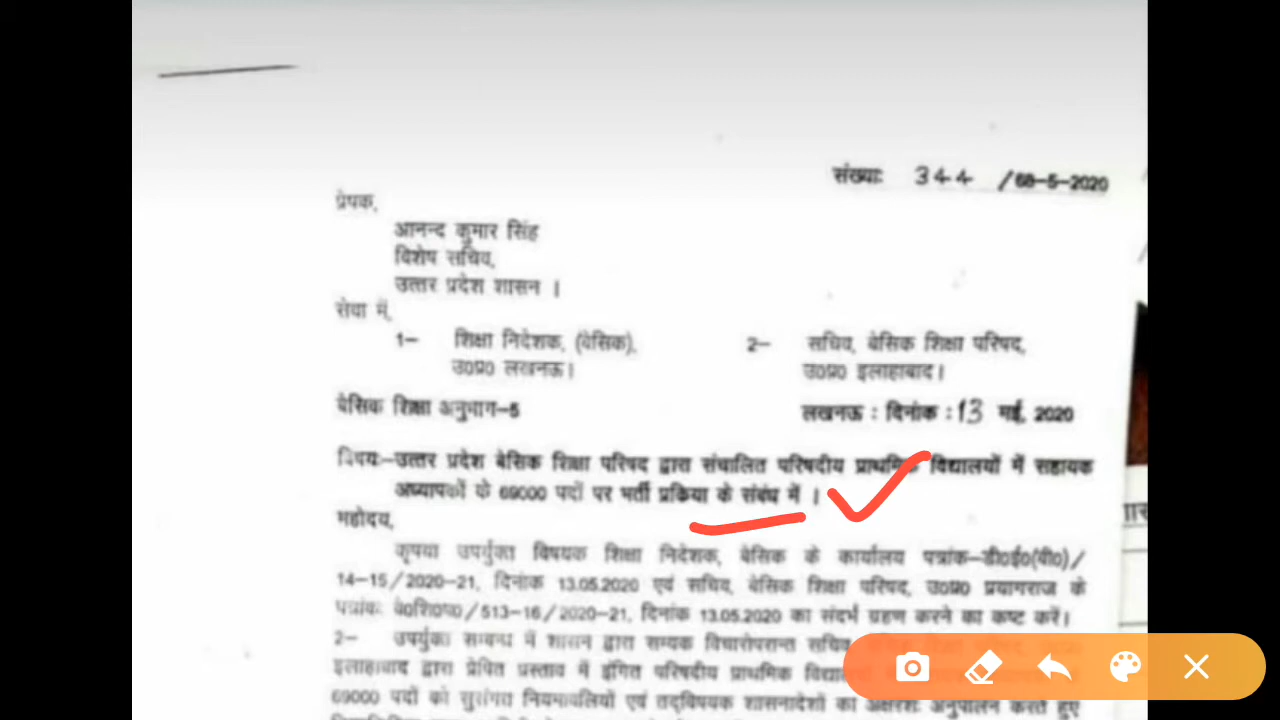 संख्याः 344 /68-5-2020
प्रेषक,
आनन्द कुमार सिंह
विशेष सचिव,
उत्तर प्रदेश शासन ।
सेवा में,
1- शिक्षा निदेशक, (बेसिक), 2- सचिव, बेसिक शिक्षा परिषद,
उ0प्र0 लखनऊ। उ0प्र0 इलाहाबाद।
बेसिक शिक्षा अनुभाग-5 लखनऊ : दिनांक :13 मई, 2020
विषयः-उत्तर प्रदेश बेसिक शिक्षा परिषद द्वारा संचालित परिषदीय प्राथमिक विद्यालयों में सहायक
अध्यापकों के 69000 पदों पर भर्ती प्रकिया के संबंध में ।
महोदय,
कृपया उपर्युक्त विषयक शिक्षा निदेशक, बेसिक के कार्यालय पत्रांक-डी0ई0(बी0)/
14-15/2020-21, दिनांक 13.05.2020 एवं सचिव, बेसिक शिक्षा परिषद, उ0प्र0 प्रयागराज के
पत्रांकः बे0शि0प0/513-16/2020-21, दिनांक 13.05.2020 का संदर्भ ग्रहण करने का कष्ट करें।
2- उपर्युक्त सम्बन्ध में शासन द्वारा सम्यक विचारोपरान्त सचिव
इलाहाबाद द्वारा प्रेषित प्रस्ताव में इंगित परिषदीय प्राथमिक
69000 पदों को सुसंगत नियमावलियों एवं तद्विषयक शासनादेशों का अक्षरशः अनुपालन करते हुए